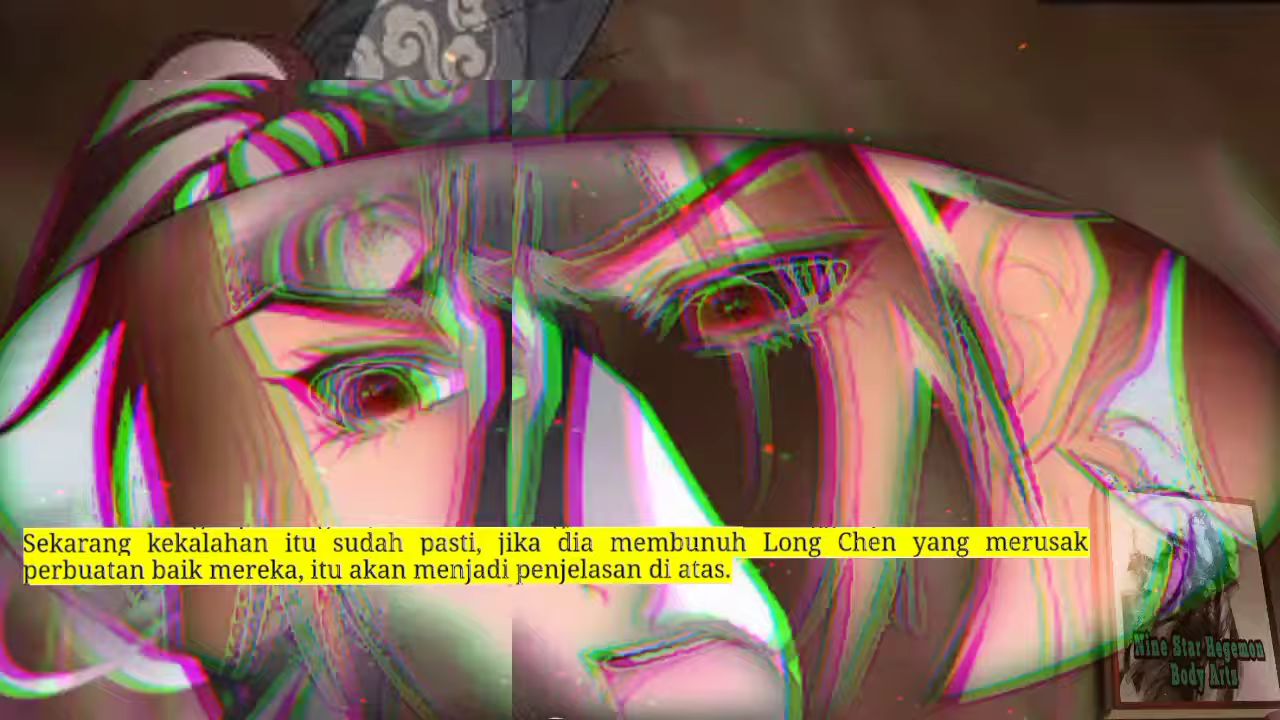 Sekarang kekalahan itu sudah pasti, jika dia membunuh Long Chen yang merusak
perbuatan baik mereka, itu akan menjadi penjelasan di atas.
Nine Star Hegemon
Body Arts